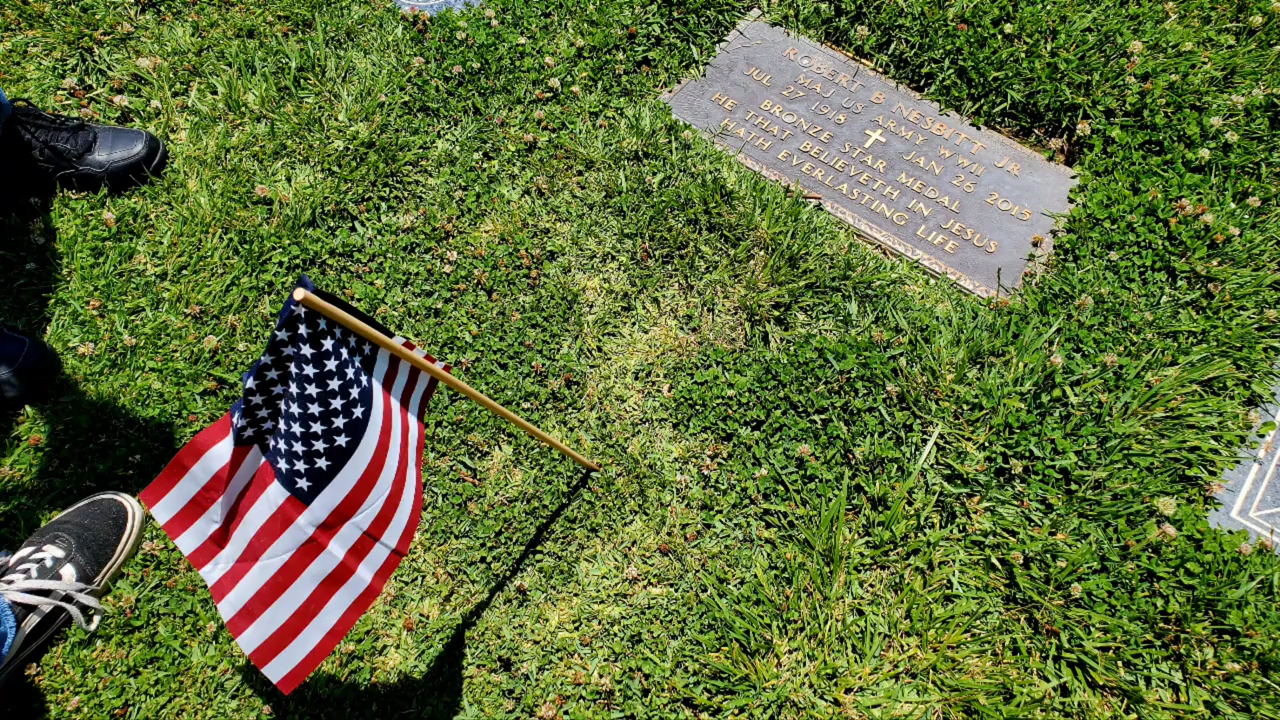 ROBERT B NESBITT JR
MAJ US ARMY WWII
JUL 27 1918 JAN 26 2015
BRONZE STAR MEDAL
HE THAT BELIEVETH IN JESUS
HATH EVERLASTING LIFE